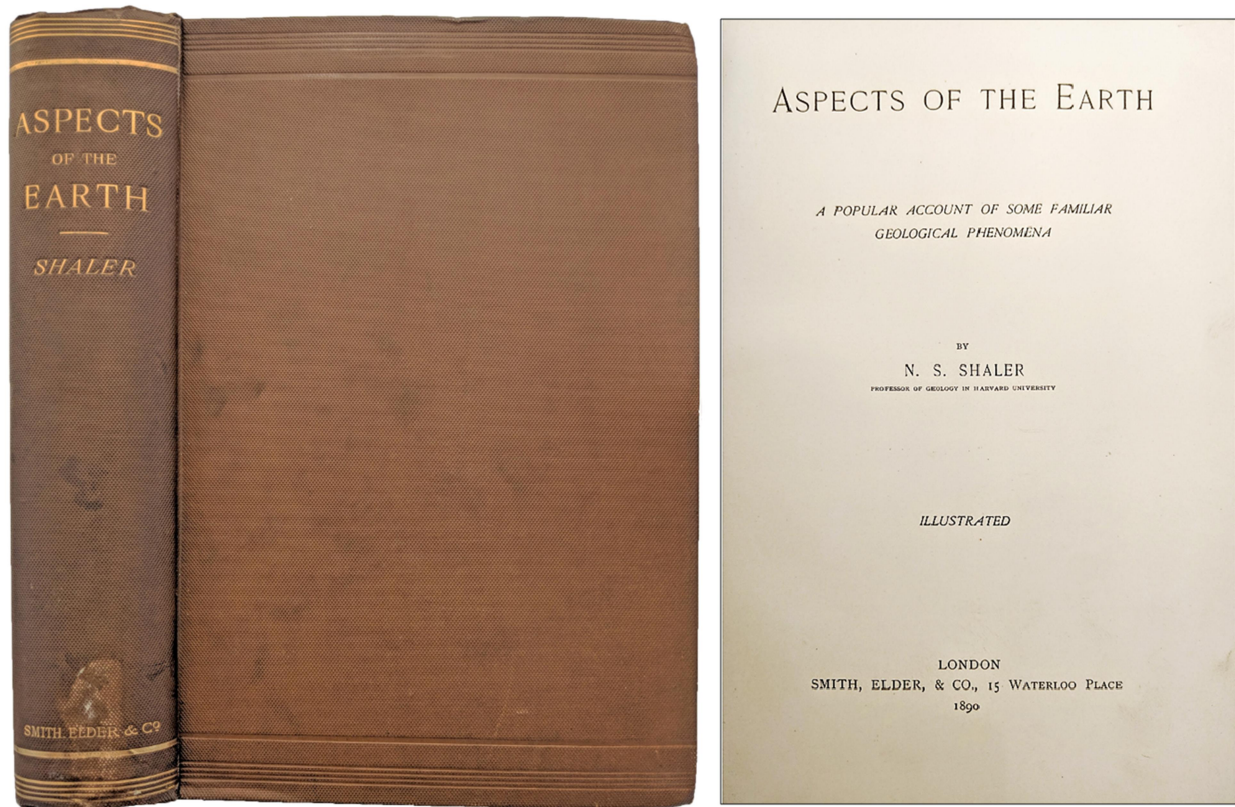 ASPECTS
OF THE
EARTH
SHALER
SMITH. ELDER. & Co
ASPECTS OF THE EARTH
A POPULAR ACCOUNT OF SOME FAMILIAR
GEOLOGICAL PHENOMENA
BY
N. S. SHALER
PROFESSOR OF GEOLOGY IN HARVARD UNIVERSITY
ILLUSTRATED
LONDON
SMITH, ELDER, & CO., 15 WATERLOO PLACE
1890